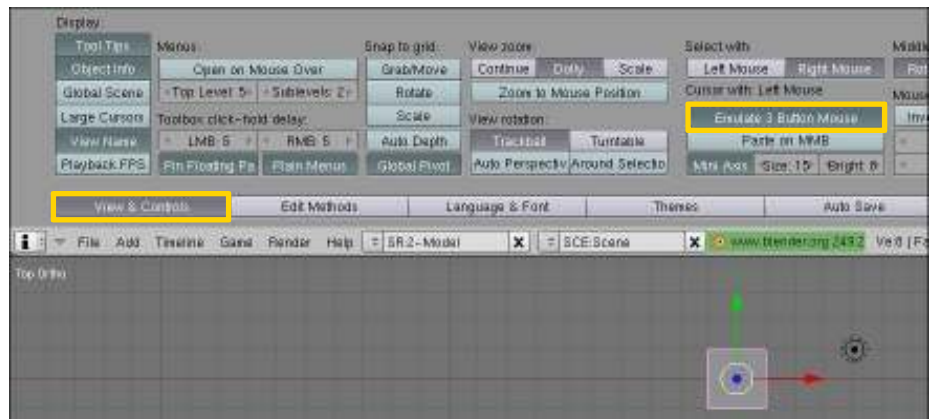 Display:
Tool Tips Menus: Snap to grid: View zoom: Select with:
Object Info Open on Mouse Over Grab/Move Continue Dolly Scale Left Mouse Right Mouse
Global Scene Top Level: 5 Sublevels: 2 Rotate Zoom to Mouse Position Cursor with: Left Mouse
Large Cursors Toolbox click-hold delay: Scale View rotation: Emulate 3 Button Mouse
View Name LMB: 5 RMB: 5 Auto Depth Trackball Turntable Paste on MMB
Playback FPS Pin Floating Pa Plain Menus Global Pivot Auto Perspectiv Around Selectio Mini Axis Size: 15 Bright: 8
View & Controls Edit Methods Language & Font Themes Auto Save
File Add Timeline Game Render Help SR:2-Model X SCE:Scene X www.blender.org 249.2
Top Ortho